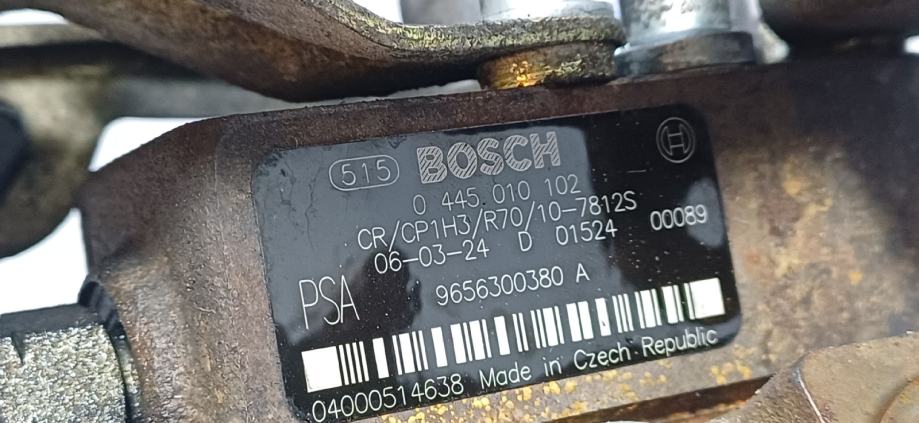 515 BOSCH H
0 445 010 102
CR/CP1H3/R70/10-7812S
06-03-24 D 01524 00089
PSA 9656300380 A
04000514638 Made in Czech Republic